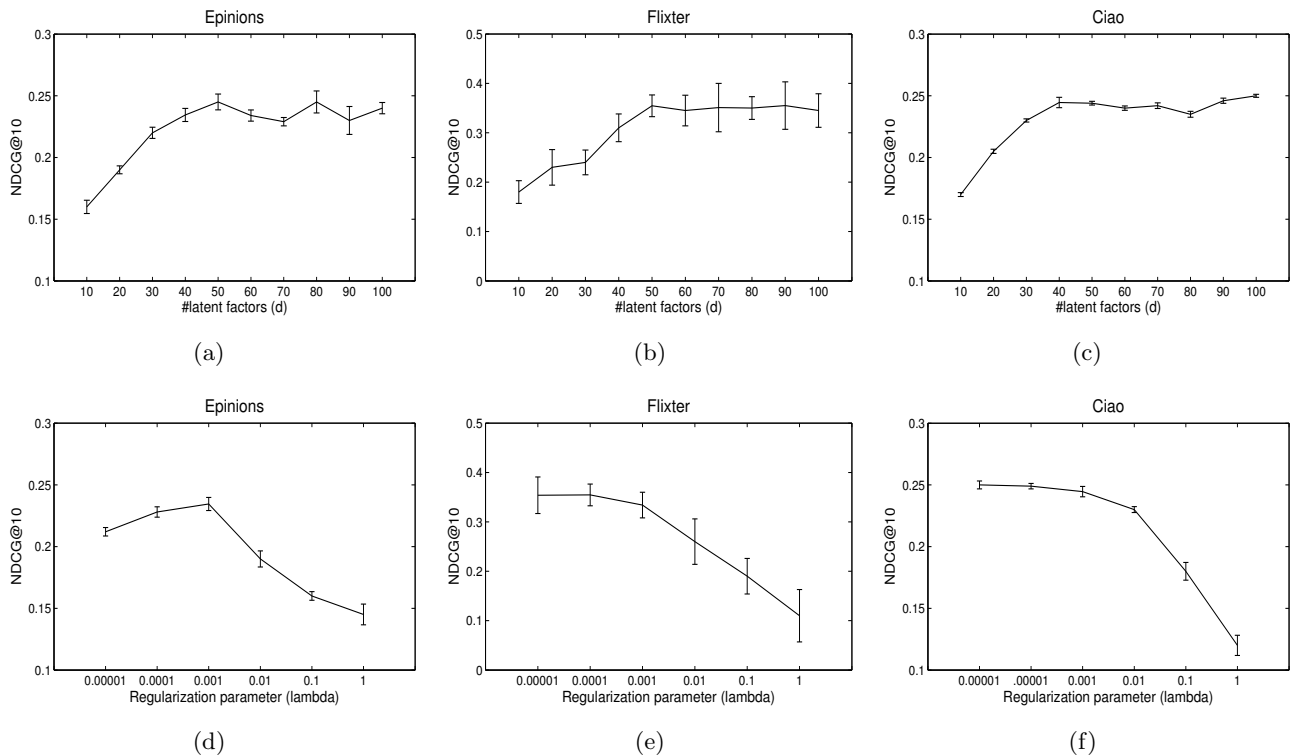 Epinions
NDCG@10
0.3
0.25
0.2
0.15
0.1
10 20 30 40 50 60 70 80 90 100
#latent factors (d)
(a)
Flixter
NDCG@10
0.5
0.4
0.3
0.2
0.1
0
10 20 30 40 50 60 70 80 90 100
#latent factors (d)
(b)
Ciao
NDCG@10
0.3
0.25
0.2
0.15
0.1
10 20 30 40 50 60 70 80 90 100
#latent factors (d)
(c)
Epinions
NDCG@10
0.3
0.25
0.2
0.15
0.1
0.00001 0.0001 0.001 0.01 0.1 1
Regularization parameter (lambda)
(d)
Flixter
NDCG@10
0.5
0.4
0.3
0.2
0.1
0
0.00001 0.0001 0.001 0.01 0.1 1
Regularization parameter (lambda)
(e)
Ciao
NDCG@10
0.3
0.25
0.2
0.15
0.1
0.00001 .00001 0.001 0.01 0.1 1
Regularization parameter (lambda)
(f)